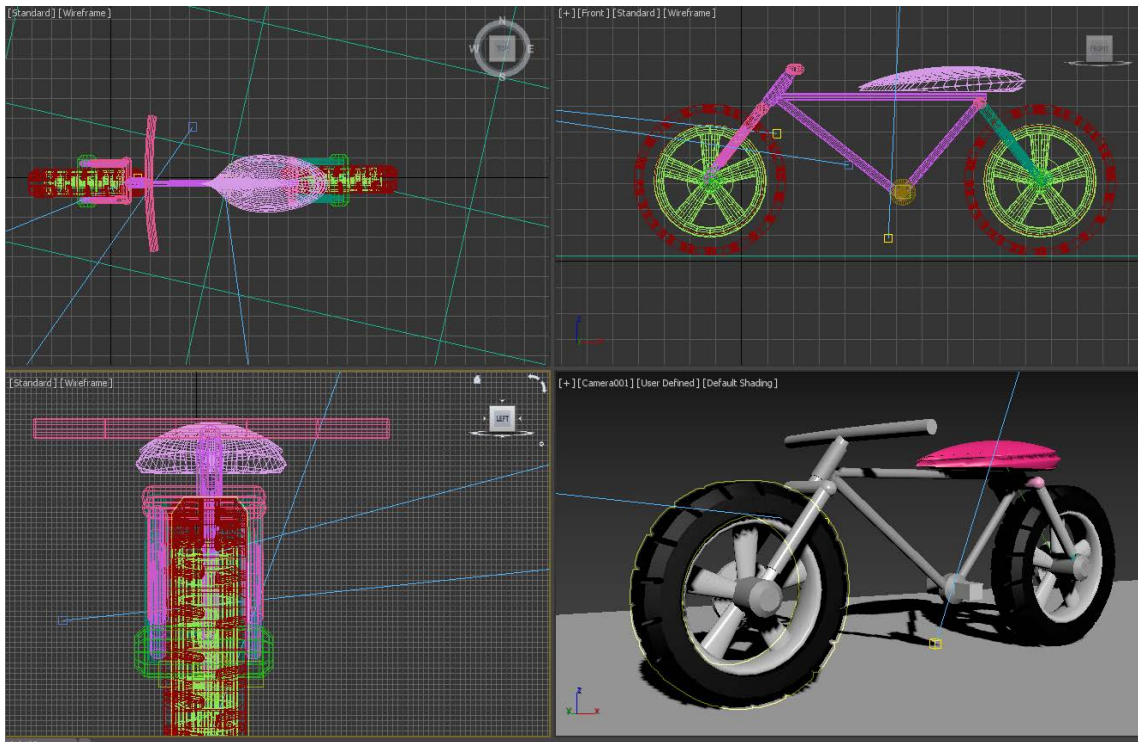 [Standard] [Wireframe]
N
W TOP E
S
[+] [Front] [Standard] [Wireframe]
FRONT
z
[Standard] [Wireframe]
LEFT
[+] [Camera001] [User Defined] [Default Shading]
z
y x